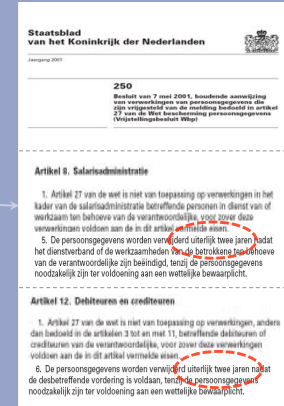 Staatsblad
van het Koninkrijk der Nederlanden
Jaargang 2001
250
Besluit van 7 mei 2001, houdende aanwijzing
van verwerkingen van persoonsgegevens die
zijn vrijgesteld van de melding bedoeld in artikel
27 van de Wet bescherming persoonsgegevens
(Vrijstellingsbesluit Wbp)
Artikel 8. Salarisadministratie
1. Artikel 27 van de wet is niet van toepassing op verwerkingen in het
kader van de salarisadministratie betreffende personen in dienst van of
werkzaam ten behoeve van de verantwoordelijke, voor zover deze
verwerkingen voldoen aan de in dit artikel vermelde eisen.
5. De persoonsgegevens worden verwijderd uiterlijk twee jaren nadat
het dienstverband of de werkzaamheden van de betrokkene ten behoeve
van de verantwoordelijke zijn beëindigd, tenzij de persoonsgegevens
noodzakelijk zijn ter voldoening aan een wettelijke bewaarplicht.
Artikel 12. Debiteuren en crediteuren
1. Artikel 27 van de wet is niet van toepassing op verwerkingen, anders
dan bedoeld in de artikelen 3 tot en met 11, betreffende debiteuren of
crediteuren van de verantwoordelijke, voor zover deze verwerkingen
voldoen aan de in dit artikel vermelde eisen.
6. De persoonsgegevens worden verwijderd uiterlijk twee jaren nadat
de desbetreffende vordering is voldaan, tenzij de persoonsgegevens
noodzakelijk zijn ter voldoening aan een wettelijke bewaarplicht.